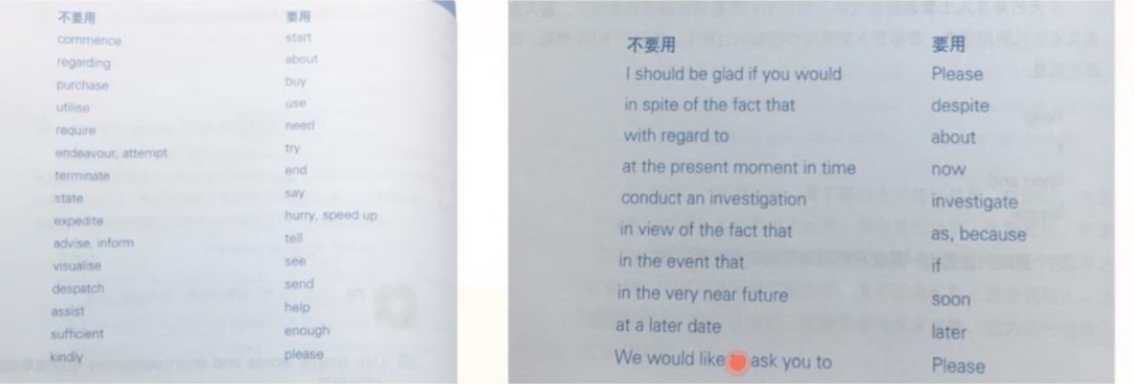 不要用 要用
commence start
regarding about
purchase buy
utilise use
require need
endeavour, attempt try
terminate end
state say
expedite hurry, speed up
advise, inform tell
visualise see
despatch send
assist help
sufficient enough
kindly please
不要用 要用
I should be glad if you would Please
in spite of the fact that despite
with regard to about
at the present moment in time now
conduct an investigation investigate
in view of the fact that as, because
in the event that if
in the very near future soon
at a later date later
We would like ask you to Please